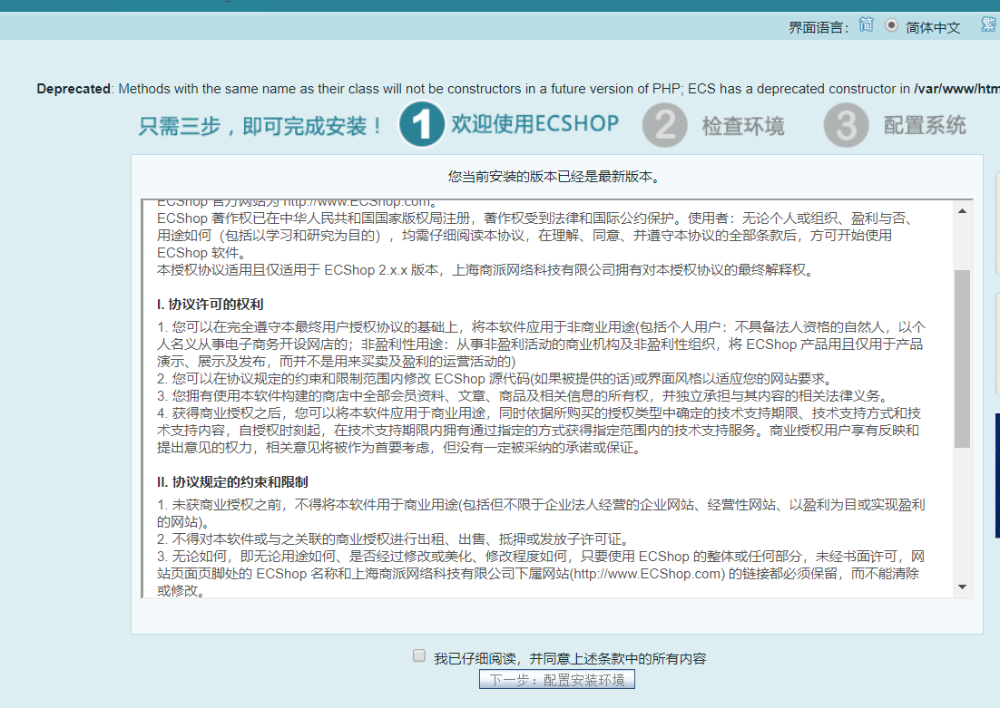 界面语言： 简 简体中文 繁
Deprecated: Methods with the same name as their class will not be constructors in a future version of PHP; ECS has a deprecated constructor in /var/www/htm
只需三步，即可完成安装！ 1 欢迎使用ECSHOP 2 检查环境 3 配置系统
您当前安装的版本已经是最新版本。
ECShop 官方网站为 http://www.ECShop.com。
ECShop 著作权已在中华人民共和国国家版权局注册，著作权受到法律和国际公约保护。使用者：无论个人或组织、盈利与否、
用途如何（包括以学习和研究为目的），均需仔细阅读本协议，在理解、同意、并遵守本协议的全部条款后，方可开始使用
ECShop 软件。
本授权协议适用且仅适用于 ECShop 2.x.x 版本，上海商派网络科技有限公司拥有对本授权协议的最终解释权。
I. 协议许可的权利
1. 您可以在完全遵守本最终用户授权协议的基础上，将本软件应用于非商业用途(包括个人用户：不具备法人资格的自然人，以个
人名义从事电子商务开设网店的；非盈利性用途：从事非盈利活动的商业机构及非盈利性组织，将 ECShop 产品用且仅用于产品
演示、展示及发布，而并不是用来买卖及盈利的运营活动的)
2. 您可以在协议规定的约束和限制范围内修改 ECShop 源代码(如果被提供的话)或界面风格以适应您的网站要求。
3. 您拥有使用本软件构建的商店中全部会员资料、文章、商品及相关信息的所有权，并独立承担与其内容的相关法律义务。
4. 获得商业授权之后，您可以将本软件应用于商业用途，同时依据所购买的授权类型中确定的技术支持期限、技术支持方式和技
术支持内容，自授权时刻起，在技术支持期限内拥有通过指定的方式获得指定范围内的技术支持服务。商业授权用户享有反映和
提出意见的权力，相关意见将被作为首要考虑，但没有一定被采纳的承诺或保证。
II. 协议规定的约束和限制
1. 未获商业授权之前，不得将本软件用于商业用途(包括但不限于企业法人经营的企业网站、经营性网站、以盈利为目或实现盈利
的网站)。
2. 不得对本软件或与之关联的商业授权进行出租、出售、抵押或发放子许可证。
3. 无论如何，即无论用途如何、是否经过修改或美化、修改程度如何，只要使用 ECShop 的整体或任何部分，未经书面许可，网
站页面页脚处的 ECShop 名称和上海商派网络科技有限公司下属网站(http://www.ECShop.com) 的链接都必须保留，而不能清除
或修改。
我已仔细阅读，并同意上述条款中的所有内容
下一步：配置安装环境